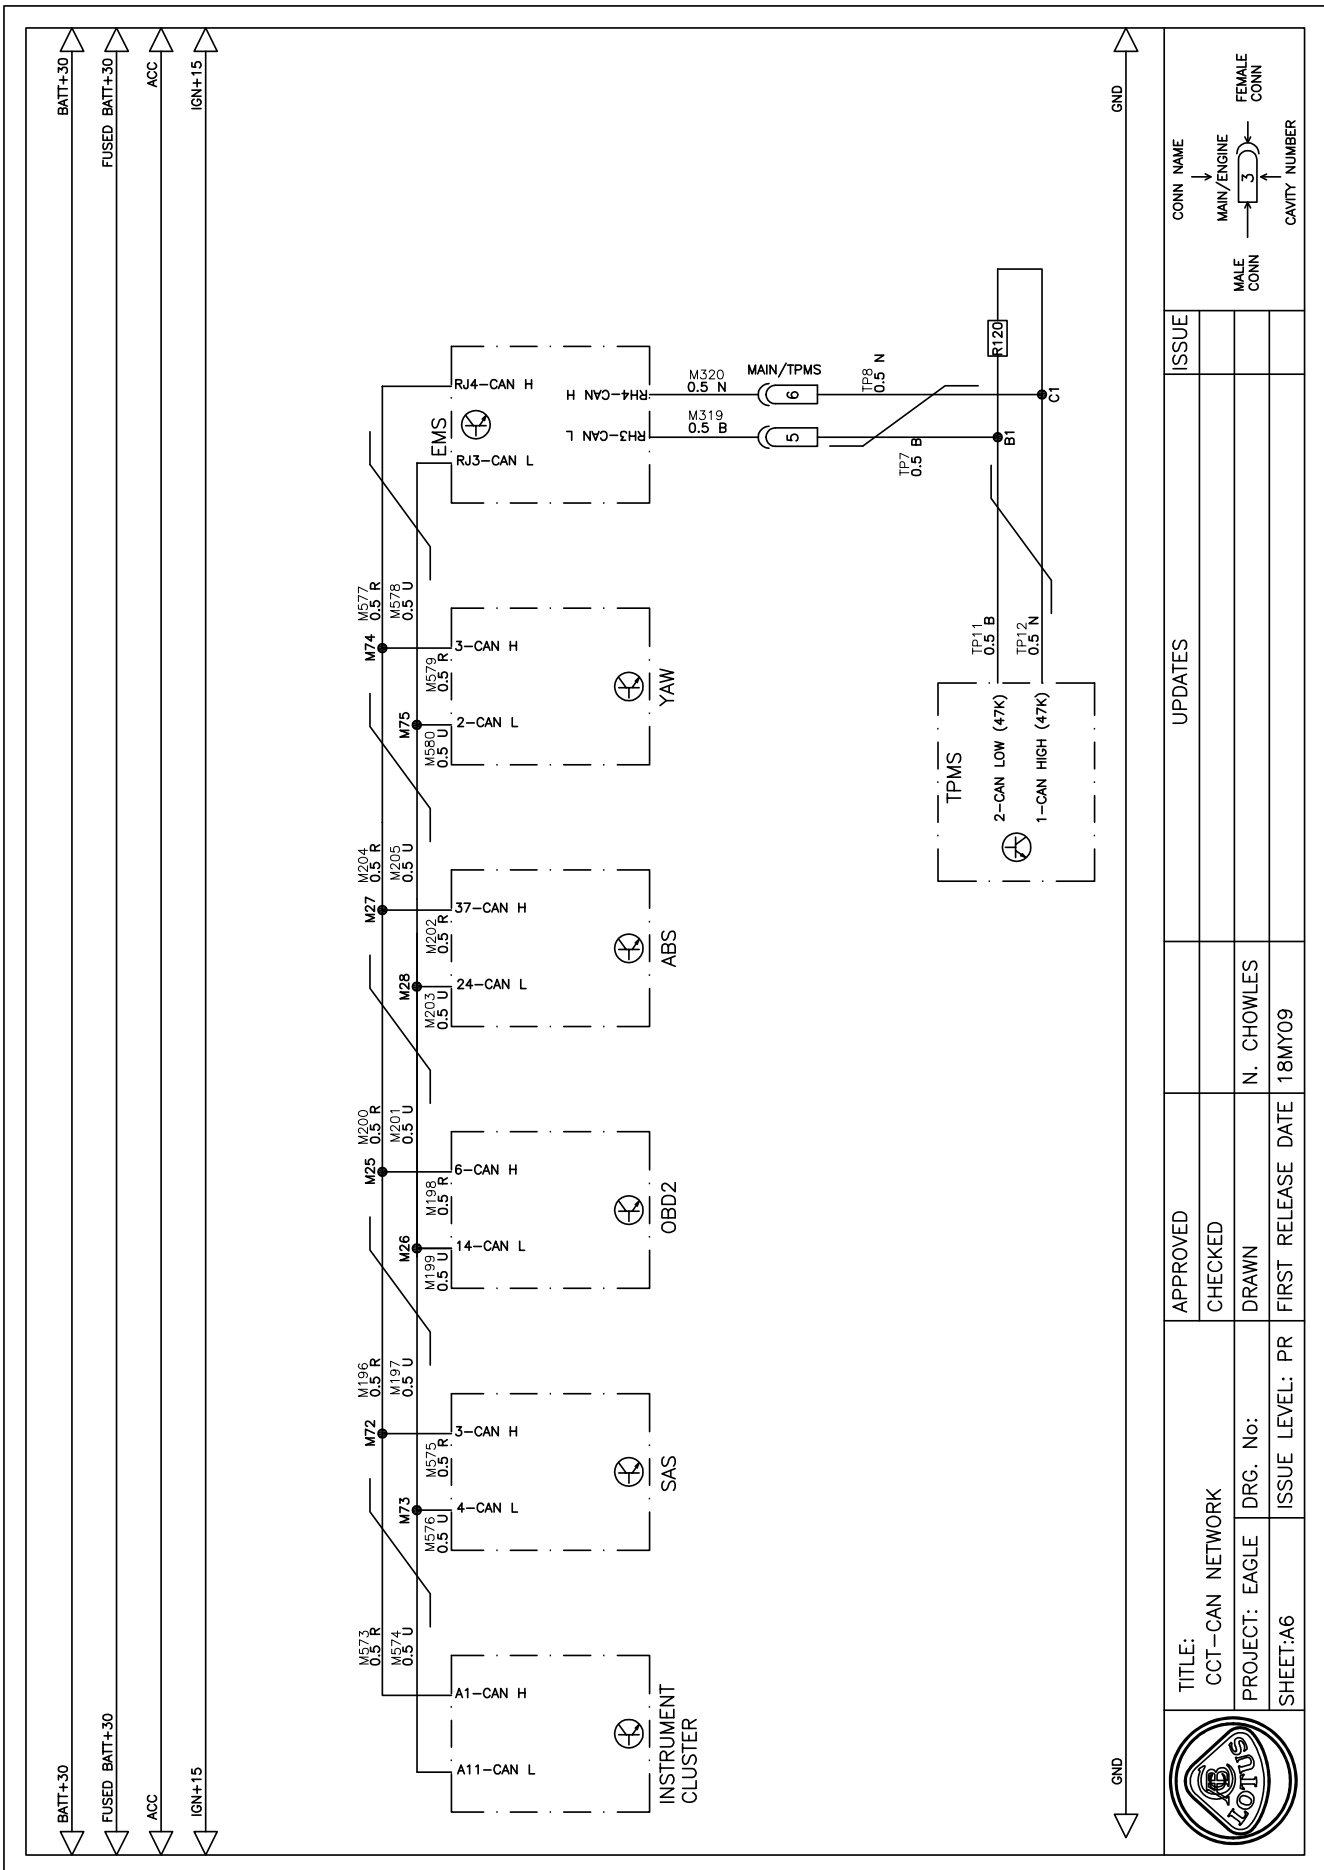 BATT+30
BATT+30
FUSED BATT+30
FUSED BATT+30
ACC
ACC
IGN+15
IGN+15
M573
0.5 R
M574
0.5 U
M72
M73
M196
0.5 R
M197
0.5 U
M25
M26
M200
0.5 R
M201
0.5 U
M27
M28
M204
0.5 R
M205
0.5 U
M74
M75
M577
0.5 R
M578
0.5 U
A11-CAN L
A1-CAN H
INSTRUMENT
CLUSTER
M576
0.5 U
M575
0.5 R
4-CAN L
3-CAN H
SAS
M199
0.5 U
M198
0.5 R
14-CAN L
6-CAN H
OBD2
M203
0.5 U
M202
0.5 R
24-CAN L
37-CAN H
ABS
M580
0.5 U
M579
0.5 R
2-CAN L
3-CAN H
YAW
EMS
RJ3-CAN L
RJ4-CAN H
RH3-CAN L
RH4-CAN H
M319
0.5 B
M320
0.5 N
MAIN/TPMS
5
6
TP7
0.5 B
TP8
0.5 N
B1
C1
R120
TP11
0.5 B
TP12
0.5 N
TPMS
2-CAN LOW (47K)
1-CAN HIGH (47K)
GND
GND
LOTUS
TITLE:
CCT-CAN NETWORK
PROJECT: EAGLE
DRG. No:
SHEET:A6
ISSUE LEVEL: PR
APPROVED
CHECKED
DRAWN
N. CHOWLES
FIRST RELEASE DATE
18MY09
UPDATES
ISSUE
CONN NAME
MAIN/ENGINE
MALE
CONN
3
FEMALE
CONN
CAVITY NUMBER